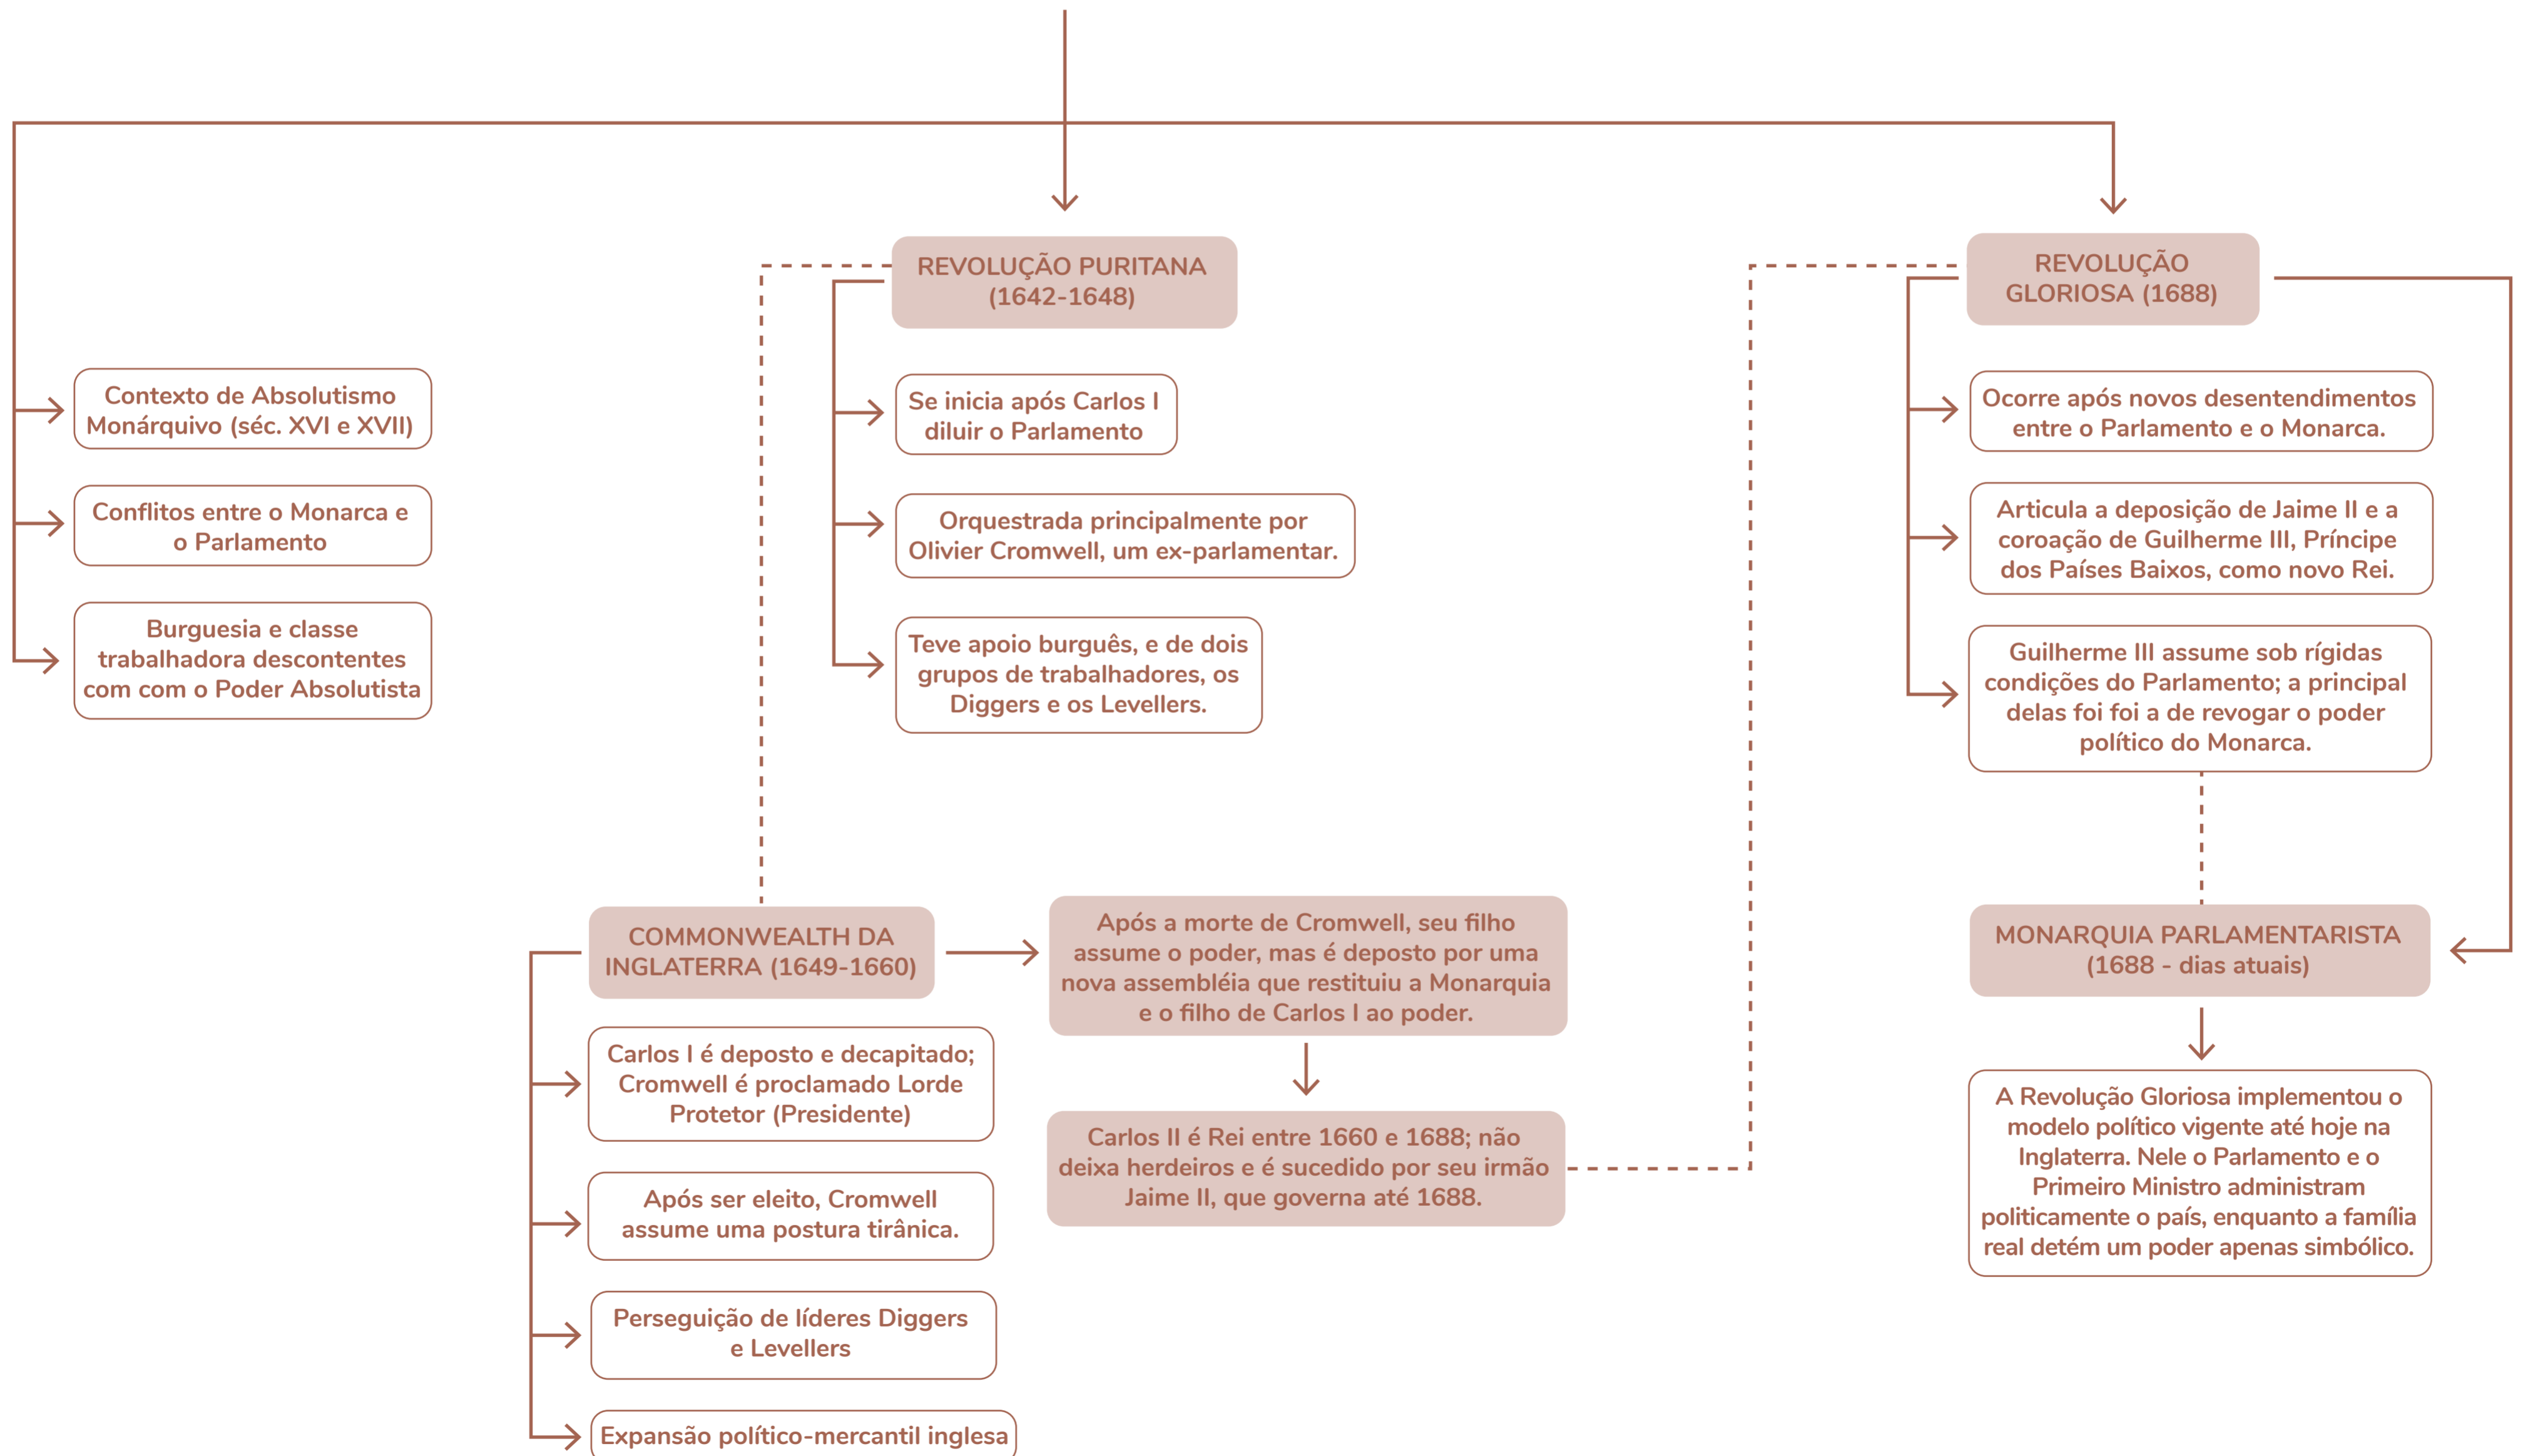 Contexto de Absolutismo
Monárquivo (séc. XVI e XVII)
Conflitos entre o Monarca e
o Parlamento
Burguesia e classe
trabalhadora descontentes
com com o Poder Absolutista
REVOLUÇÃO PURITANA
(1642-1648)
Se inicia após Carlos I
diluir o Parlamento
Orquestrada principalmente por
Olivier Cromwell, um ex-parlamentar.
Teve apoio burguês, e de dois
grupos de trabalhadores, os
Diggers e os Levellers.
COMMONWEALTH DA
INGLATERRA (1649-1660)
Carlos I é deposto e decapitado;
Cromwell é proclamado Lorde
Protetor (Presidente)
Após ser eleito, Cromwell
assume uma postura tirânica.
Perseguição de líderes Diggers
e Levellers
Expansão político-mercantil inglesa
Após a morte de Cromwell, seu filho
assume o poder, mas é deposto por uma
nova assembléia que restituiu a Monarquia
e o filho de Carlos I ao poder.
Carlos II é Rei entre 1660 e 1688; não
deixa herdeiros e é sucedido por seu irmão
Jaime II, que governa até 1688.
REVOLUÇÃO
GLORIOSA (1688)
Ocorre após novos desentendimentos
entre o Parlamento e o Monarca.
Articula a deposição de Jaime II e a
coroação de Guilherme III, Príncipe
dos Países Baixos, como novo Rei.
Guilherme III assume sob rígidas
condições do Parlamento; a principal
delas foi foi a de revogar o poder
político do Monarca.
MONARQUIA PARLAMENTARISTA
(1688 - dias atuais)
A Revolução Gloriosa implementou o
modelo político vigente até hoje na
Inglaterra. Nele o Parlamento e o
Primeiro Ministro administram
politicamente o país, enquanto a família
real detém um poder apenas simbólico.